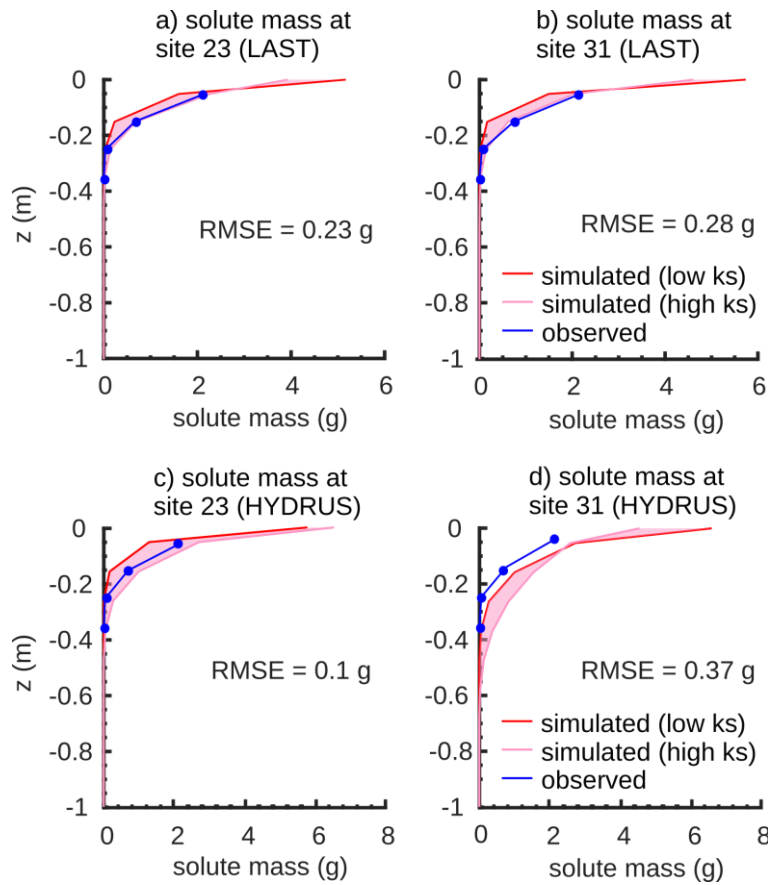 a) solute mass at
site 23 (LAST)
0
-0.2
-0.4
-0.6
-0.8
-1
z (m)
RMSE = 0.23 g
0 2 4 6
solute mass (g)
b) solute mass at
site 31 (LAST)
0
-0.2
-0.4
-0.6
-0.8
-1
RMSE = 0.28 g
simulated (low ks)
simulated (high ks)
observed
0 2 4 6
solute mass (g)
c) solute mass at
site 23 (HYDRUS)
0
-0.2
-0.4
-0.6
-0.8
-1
z (m)
RMSE = 0.1 g
0 2 4 6 8
solute mass (g)
d) solute mass at
site 31 (HYDRUS)
0
-0.2
-0.4
-0.6
-0.8
-1
RMSE = 0.37 g
simulated (low ks)
simulated (high ks)
observed
0 2 4 6 8
solute mass (g)